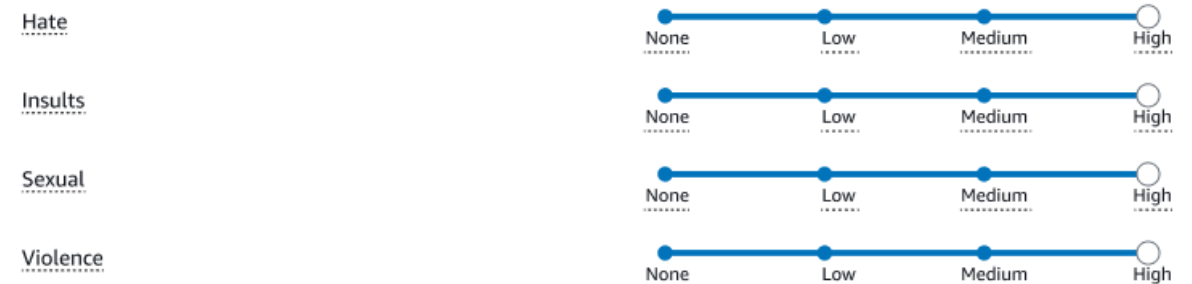 Hate
None Low Medium High
Insults
None Low Medium High
Sexual
None Low Medium High
Violence
None Low Medium High